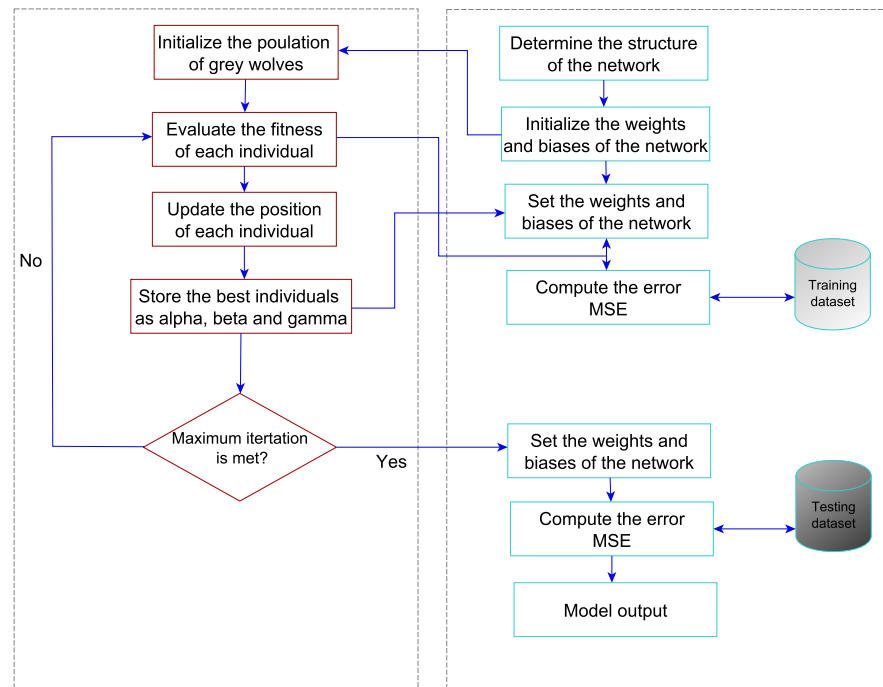 Initialize the poulation
of grey wolves
Evaluate the fitness
of each individual
Update the position
of each individual
Store the best individuals
as alpha, beta and gamma
No
Maximum itertation
is met?
Yes
Determine the structure
of the network
Initialize the weights
and biases of the network
Set the weights and
biases of the network
Compute the error
MSE
Training
dataset
Set the weights and
biases of the network
Compute the error
MSE
Testing
dataset
Model output